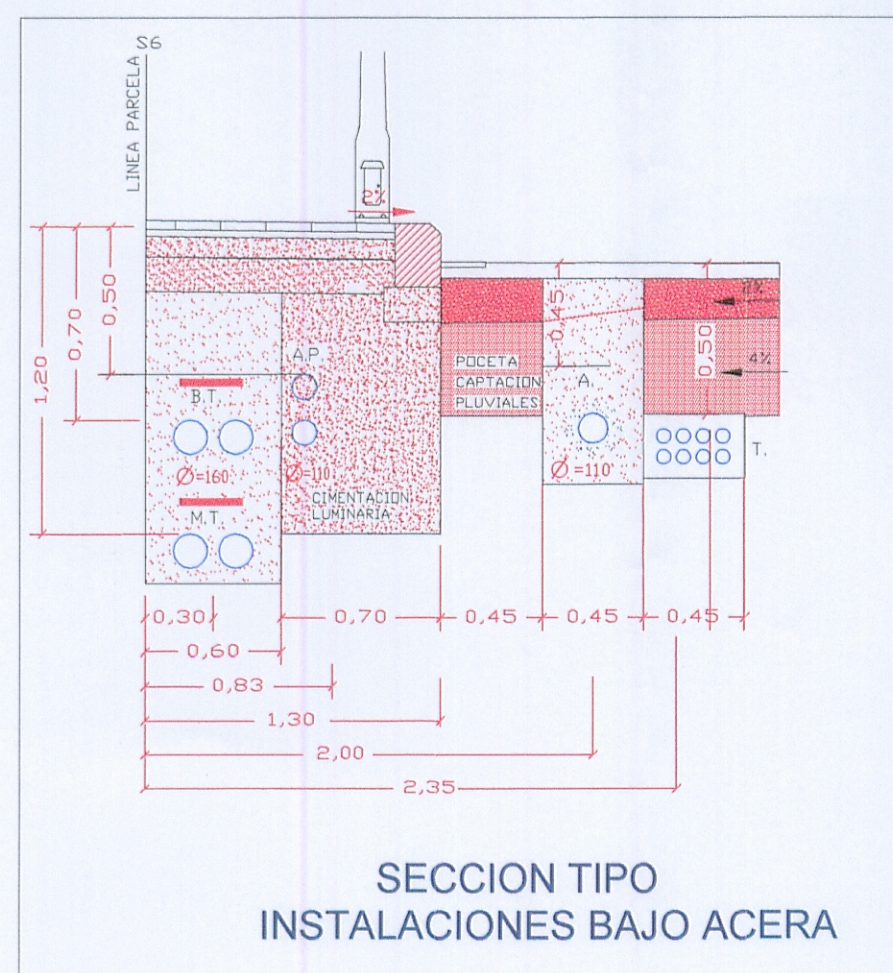 S6
LINEA PARCELA
2%
1,20
0,70
0,50
A.P
B.T.
Ø=160
Ø=110
M.T.
CIMENTACION
LUMINARIA
POCETA
CAPTACION
PLUVIALES
0,45
A.
Ø=110
0,50
4%
T.
0,30
0,70
0,45
0,45
0,45
0,60
0,83
1,30
2,00
2,35
SECCION TIPO
INSTALACIONES BAJO ACERA